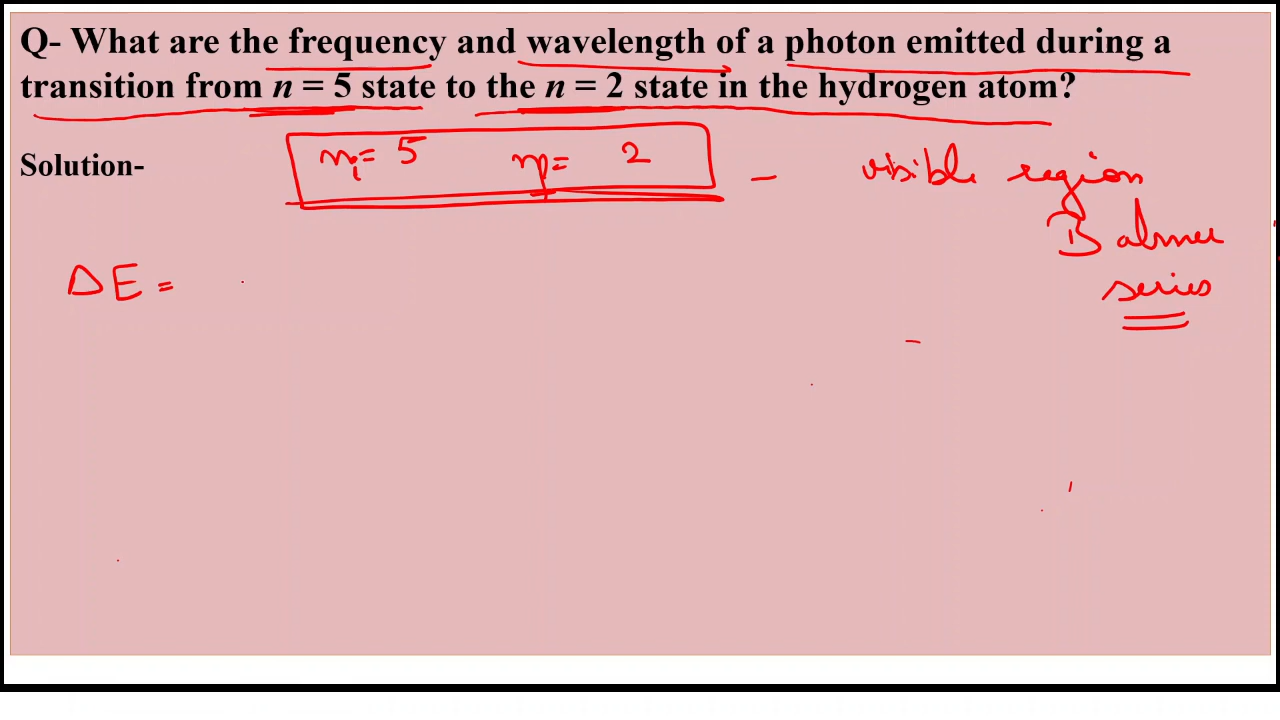 Q- What are the frequency and wavelength of a photon emitted during a
transition from n = 5 state to the n = 2 state in the hydrogen atom?
Solution-
ni = 5 nf = 2 - visible region
Balmer
series
ΔE =